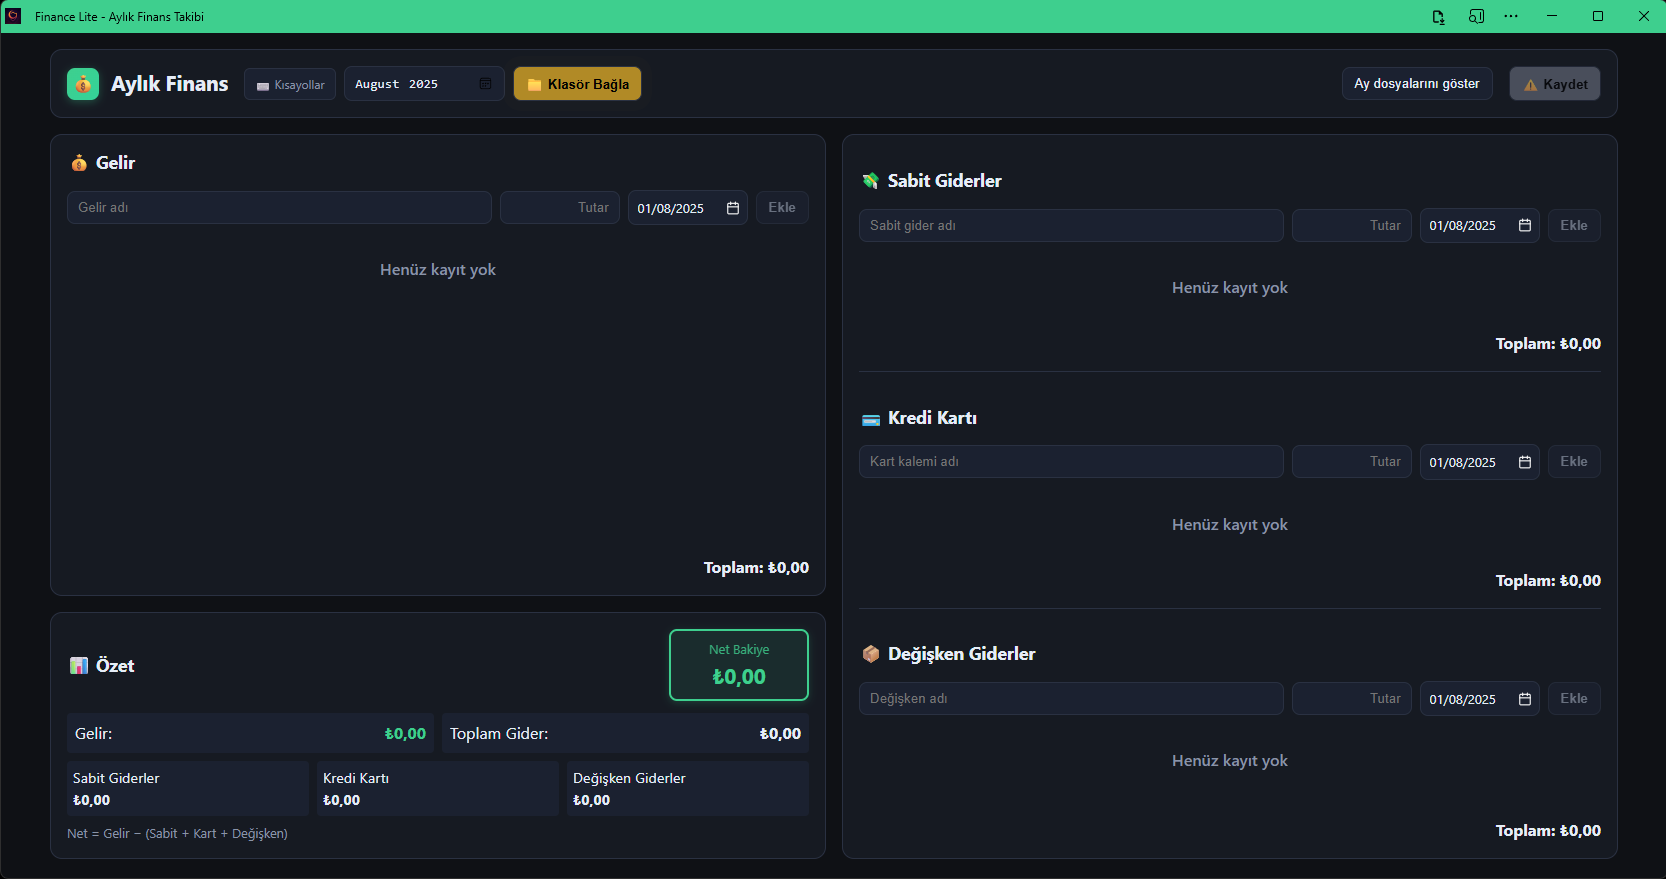 Finance Lite - Aylık Finans Takibi
Aylık Finans
Kısayollar
August 2025
Klasör Bağla
Ay dosyalarını göster
Kaydet
Gelir
Gelir adı
Tutar
01/08/2025
Ekle
Henüz kayıt yok
Toplam: ₺0,00
Özet
Net Bakiye
₺0,00
Gelir:
₺0,00
Toplam Gider:
₺0,00
Sabit Giderler
₺0,00
Kredi Kartı
₺0,00
Değişken Giderler
₺0,00
Net = Gelir − (Sabit + Kart + Değişken)
Sabit Giderler
Sabit gider adı
Tutar
01/08/2025
Ekle
Henüz kayıt yok
Toplam: ₺0,00
Kredi Kartı
Kart kalemi adı
Tutar
01/08/2025
Ekle
Henüz kayıt yok
Toplam: ₺0,00
Değişken Giderler
Değişken adı
Tutar
01/08/2025
Ekle
Henüz kayıt yok
Toplam: ₺0,00